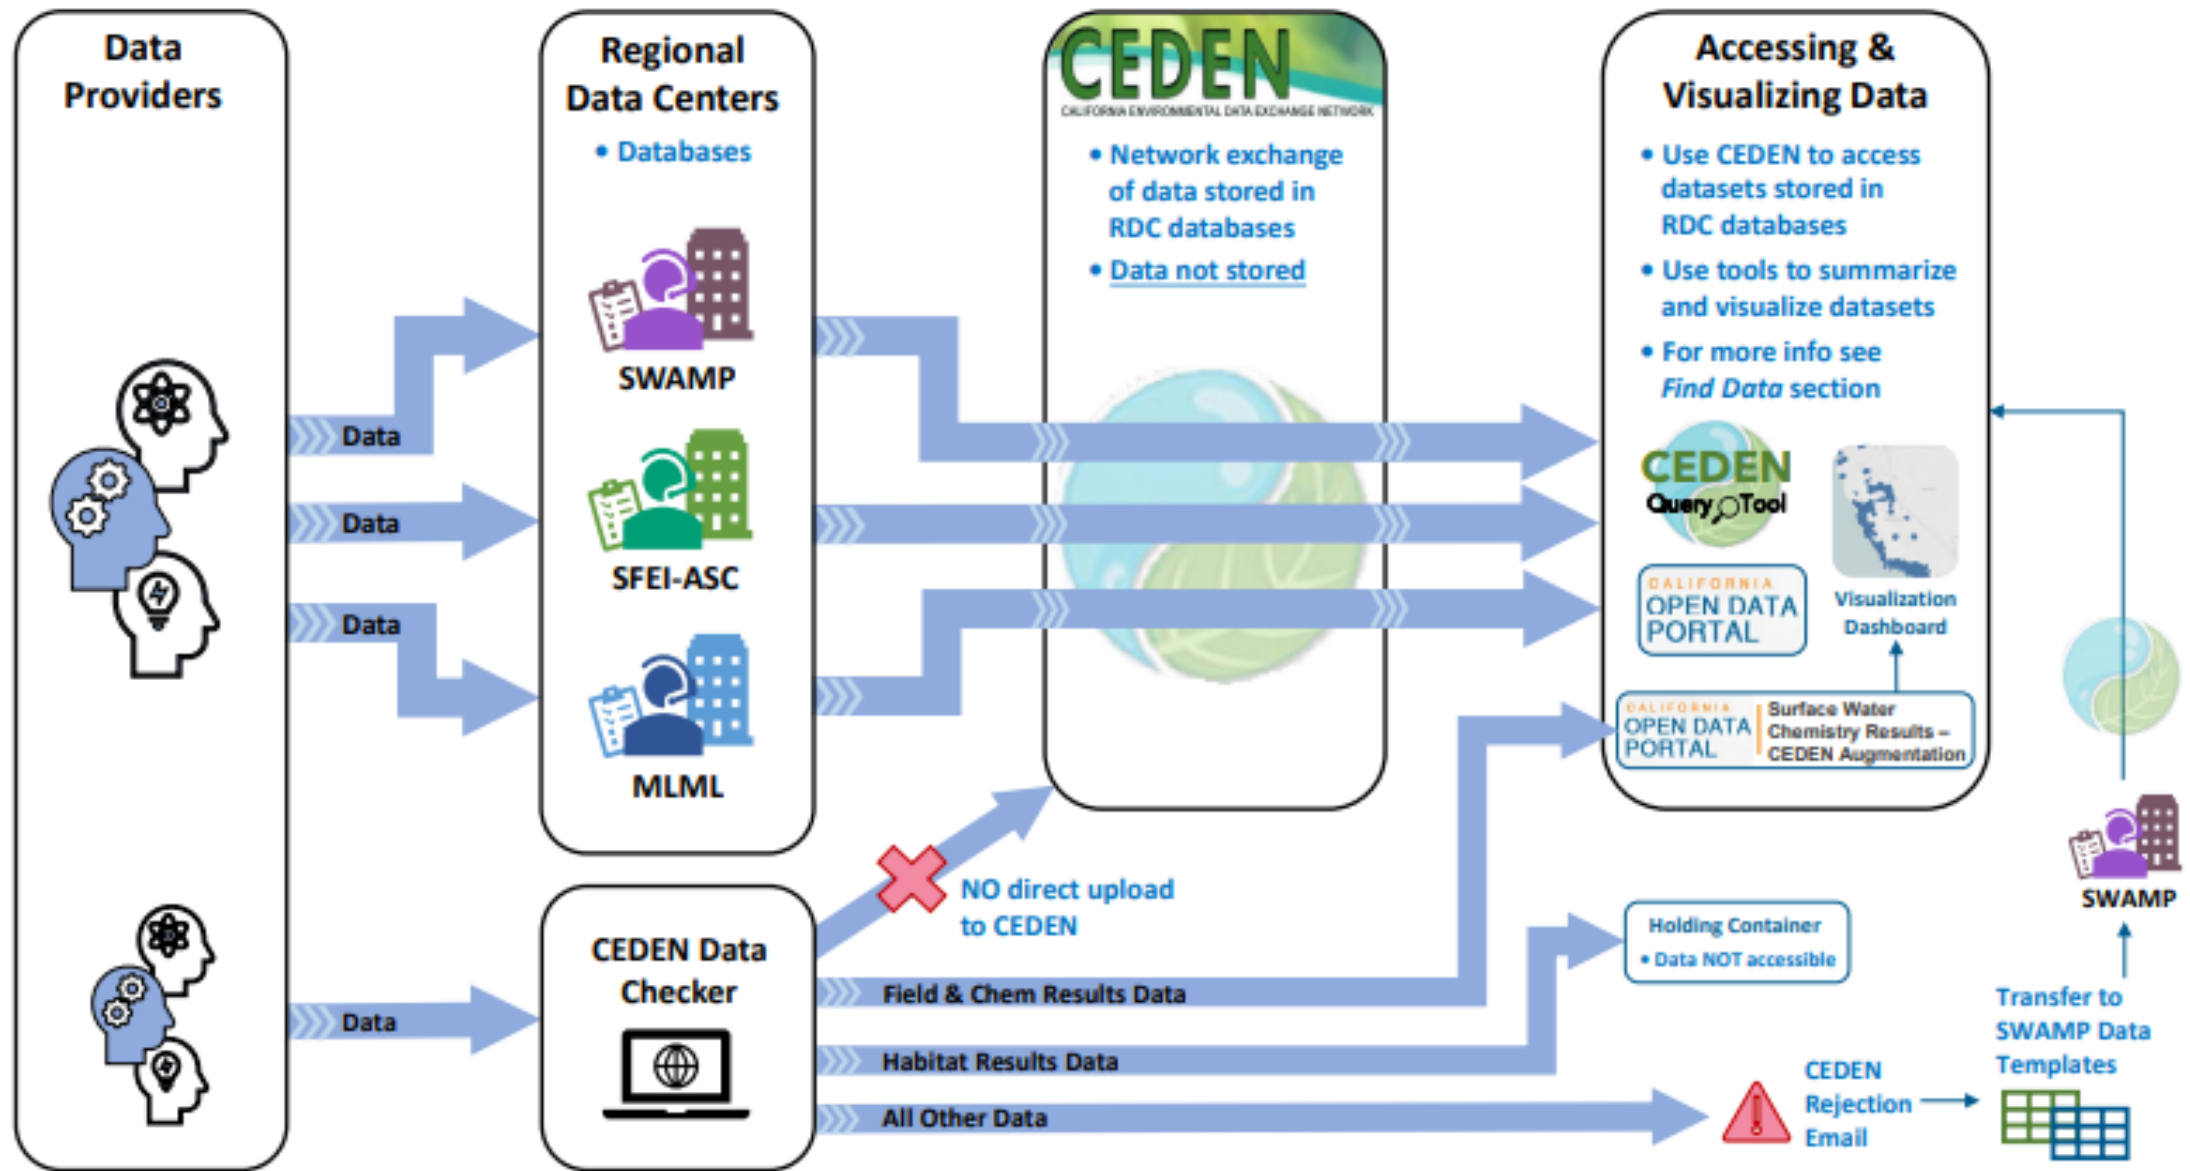 Data
Providers
Data
Data
Data
Data
Regional
Data Centers
• Databases
SWAMP
SFEI-ASC
MLML
CEDEN Data
Checker
CEDEN
CALIFORNIA ENVIRONMENTAL DATA EXCHANGE NETWORK
• Network exchange
of data stored in
RDC databases
• Data not stored
NO direct upload
to CEDEN
Field & Chem Results Data
Habitat Results Data
All Other Data
Accessing &
Visualizing Data
• Use CEDEN to access
datasets stored in
RDC databases
• Use tools to summarize
and visualize datasets
• For more info see
Find Data section
CEDEN
Query Tool
CALIFORNIA
OPEN DATA
PORTAL
Visualization
Dashboard
CALIFORNIA
OPEN DATA
PORTAL
Surface Water
Chemistry Results –
CEDEN Augmentation
Holding Container
• Data NOT accessible
CEDEN
Rejection
Email
Transfer to
SWAMP Data
Templates
SWAMP